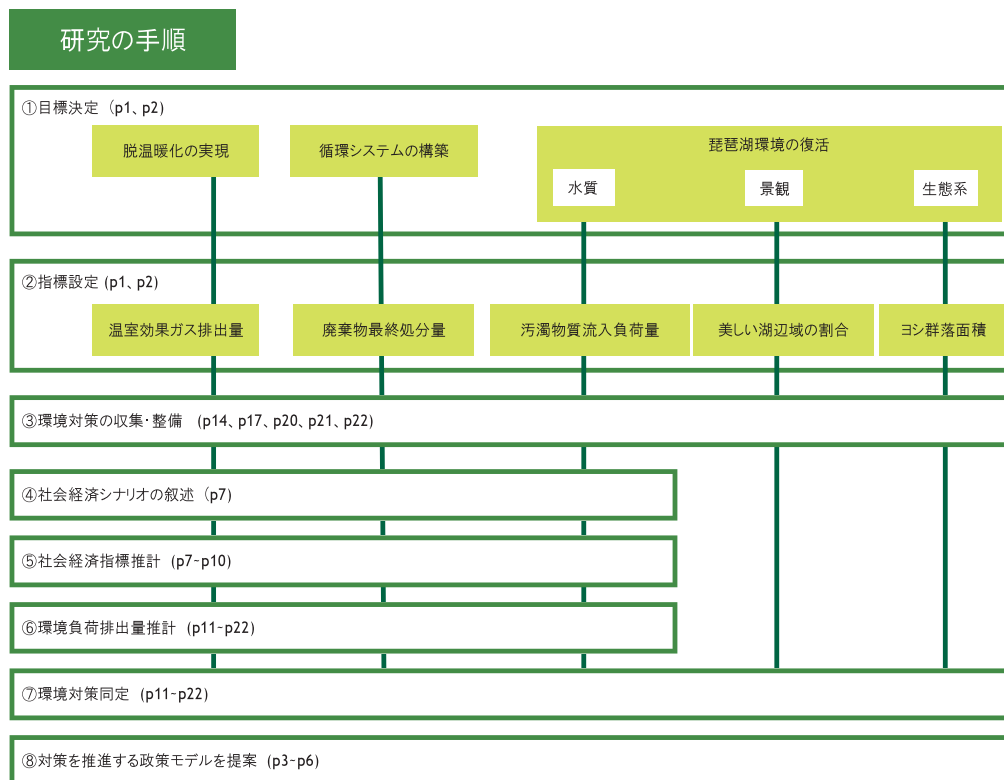 研究の手順
①目標決定（p1、p2)
脱温暖化の実現
循環システムの構築
琵琶湖環境の復活
水質
景観
生態系
②指標設定 (p1、p2)
温室効果ガス排出量
廃棄物最終処分量
汚濁物質流入負荷量
美しい湖辺域の割合
ヨシ群落面積
③環境対策の収集・整備 (p14、p17、p20、p21、p22)
④社会経済シナリオの叙述（p7)
⑤社会経済指標推計 (p7-p10)
⑥環境負荷排出量推計 (p11-p22)
⑦環境対策同定 (p11-p22)
⑧対策を推進する政策モデルを提案 (p3-p6)